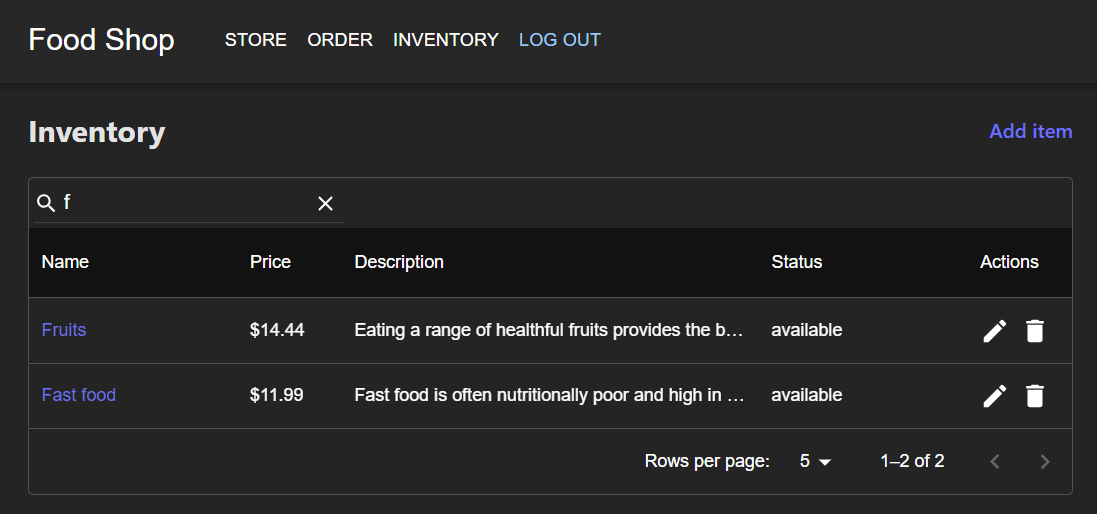 Food Shop STORE ORDER INVENTORY LOG OUT
Inventory Add item
f
Name Price Description Status Actions
Fruits $14.44 Eating a range of healthful fruits provides the b… available
Fast food $11.99 Fast food is often nutritionally poor and high in … available
Rows per page: 5 1–2 of 2